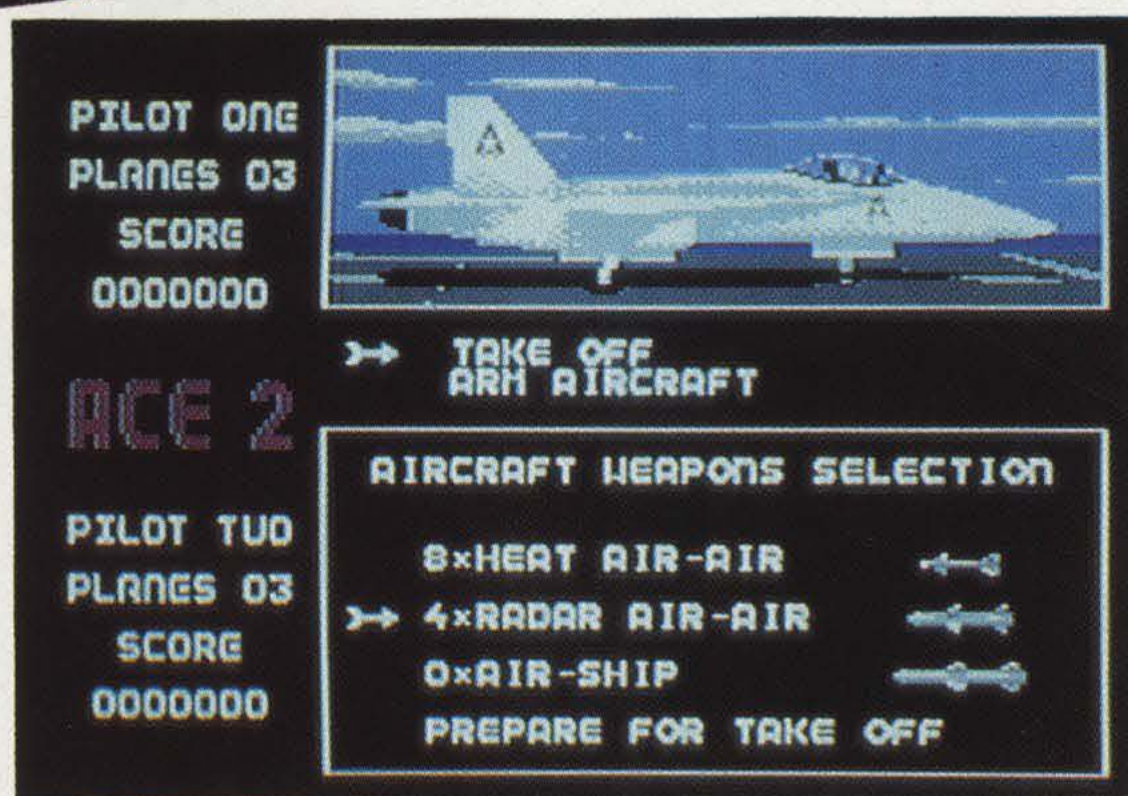 PILOT ONE
PLANES 03
SCORE
0000000
ACE 2
PILOT TWO
PLANES 03
SCORE
0000000
TAKE OFF
ARM AIRCRAFT
AIRCRAFT WEAPONS SELECTION
8×HEAT AIR-AIR
4×RADAR AIR-AIR
0×AIR-SHIP
PREPARE FOR TAKE OFF